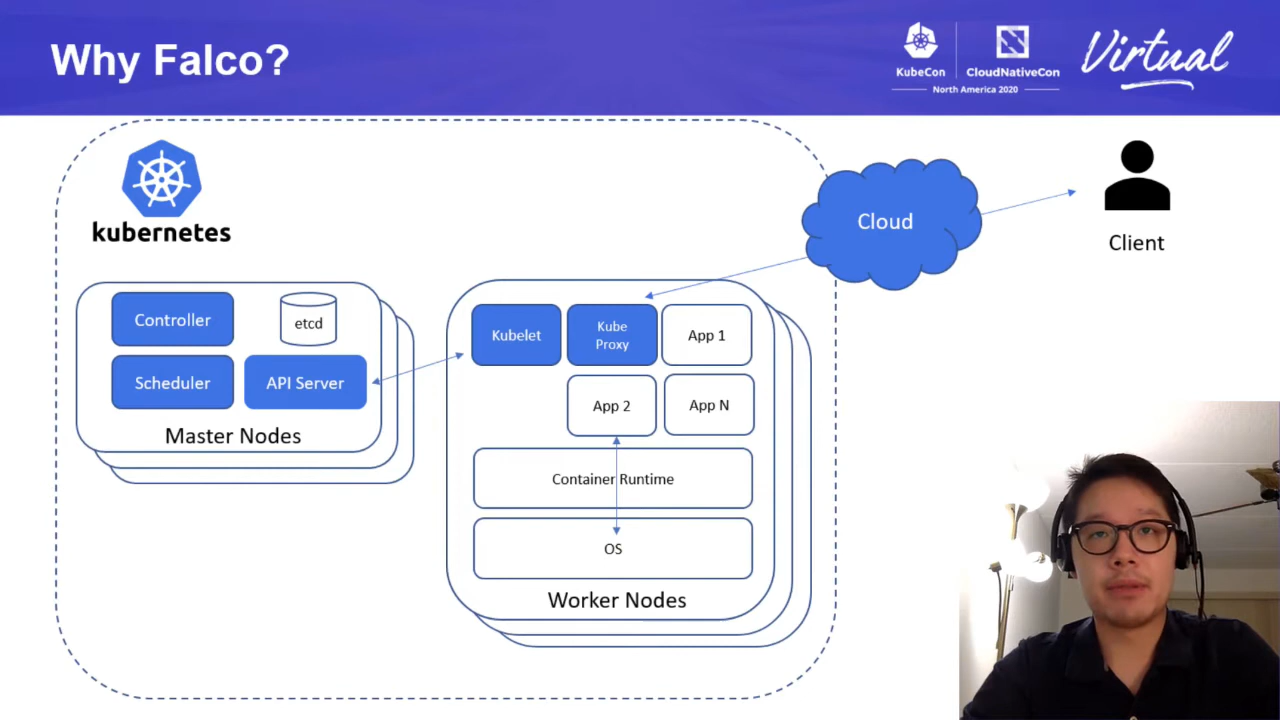 Why Falco?
KubeCon
CloudNativeCon
North America 2020
Virtual
kubernetes
Cloud
Client
Controller
etcd
Scheduler
API Server
Master Nodes
Kubelet
Kube
Proxy
App 1
App 2
App N
Container Runtime
OS
Worker Nodes